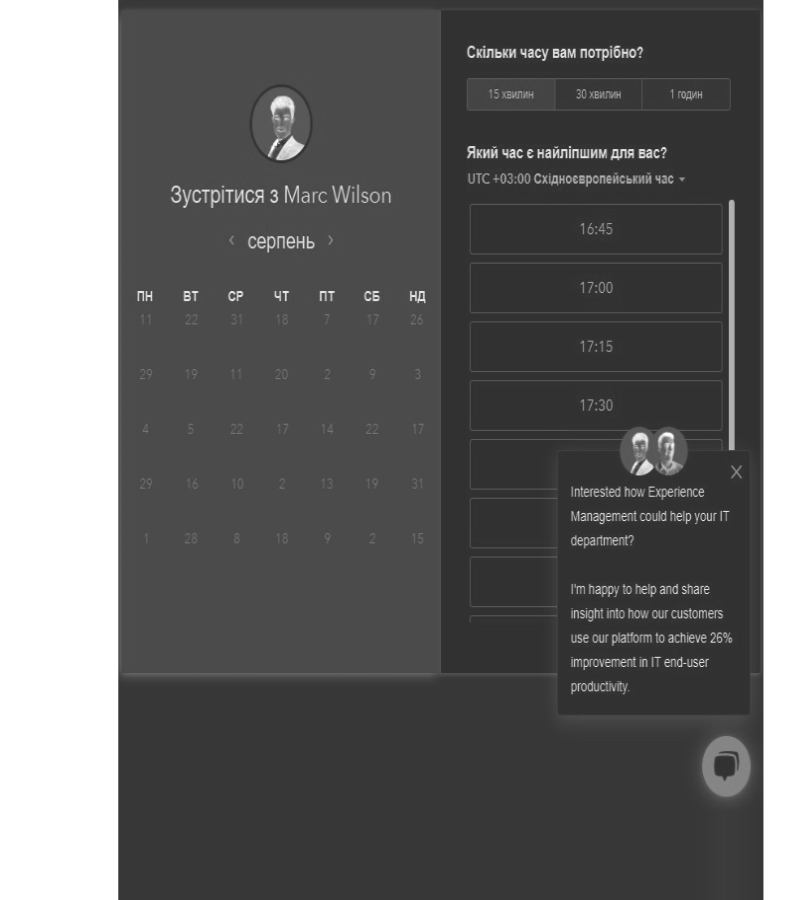 Зустрітися з Marc Wilson
‹ серпень ›
ПН ВТ СР ЧТ ПТ СБ НД
11 22 31 18 7 17 26
29 19 11 20 2 9 3
4 5 22 17 14 22 17
29 16 10 2 13 19 31
1 28 8 18 9 2 15
Скільки часу вам потрібно?
15 хвилин 30 хвилин 1 годин
Який час є найліпшим для вас?
UTC +03:00 Східноєвропейський час
16:45
17:00
17:15
17:30
Interested how Experience
Management could help your IT
department?
I'm happy to help and share
insight into how our customers
use our platform to achieve 26%
improvement in IT end-user
productivity.